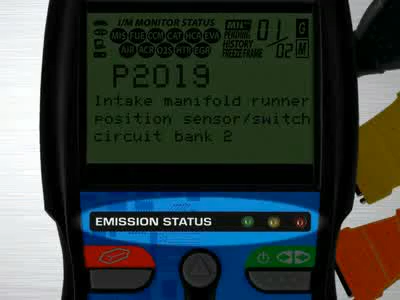 I/M MONITOR STATUS
MIS FUE CCM CAT HCA EVA
AIR ACR O2S HTR EGR
MIL
PENDING
HISTORY
FREEZE FRAME
01/02
G
M
P2019
Intake manifold runner
position sensor/switch
circuit bank 2
EMISSION STATUS